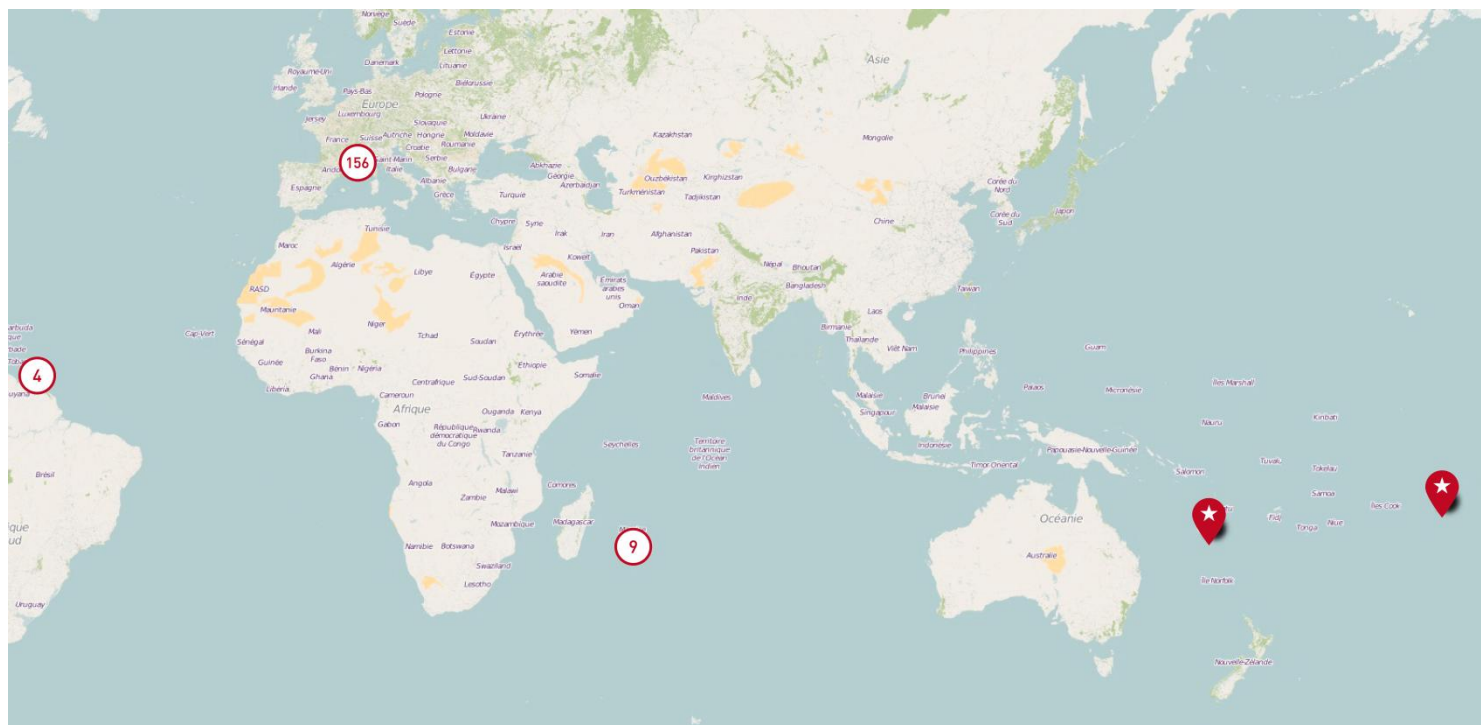 Norvège
Suède
Estonie
Lettonie
Lituanie
Danemark
Royaume-Uni
Irlande
Biélorussie
Pays-Bas
Pologne
Europe
Luxembourg
Ukraine
Jersey
Slovaquie
France
Suisse
Autriche
Hongrie
Moldavie
Roumanie
Croatie
156
Saint-Marin
Serbie
Italie
Bulgarie
Albanie
Espagne
Grèce
Turquie
Abkhazie
Géorgie
Azerbaïdjan
Asie
Kazakhstan
Mongolie
Ouzbékistan
Kirghizstan
Turkménistan
Tadjikistan
Corée du
Nord
Corée du
Sud
Japon
Chine
Chypre
Syrie
Irak
Iran
Afghanistan
Israël
Koweït
Pakistan
Tunisie
Maroc
Algérie
Libye
Égypte
Arabie
saoudite
Emirats
arabes
unis
Oman
Népal
Bhoutan
Bangladesh
Inde
Taïwan
RASD
Mauritanie
Mali
Niger
Tchad
Soudan
Érythrée
Yémen
Birmanie
Laos
Thaïlande
Việt Nam
Philippines
Guam
Cap-Vert
Sénégal
Guinée
Burkina
Faso
Bénin
Nigéria
Ghana
Libéria
Centrafrique
Sud-Soudan
Éthiopie
Somalie
Cameroun
Afrique
Gabon
République
démocratique
du Congo
Ouganda
Kenya
Rwanda
Tanzanie
Maldives
Seychelles
Territoire
britannique
de l'Océan
Indien
Malaisie
Singapour
Brunei
Malaisie
Indonésie
Timor Oriental
Palaos
Micronésie
Îles Marshall
Nauru
Kiribati
Papouasie-Nouvelle-Guinée
Salomon
Tuvalu
Tokelau
Samoa
Îles Cook
Fidji
Tonga
Niue
4
Brésil
Uruguay
Angola
Zambie
Malawi
Comores
Mozambique
Madagascar
9
Namibie
Botswana
Swaziland
Lesotho
Océanie
Australie
Île Norfolk
Nouvelle-Zélande